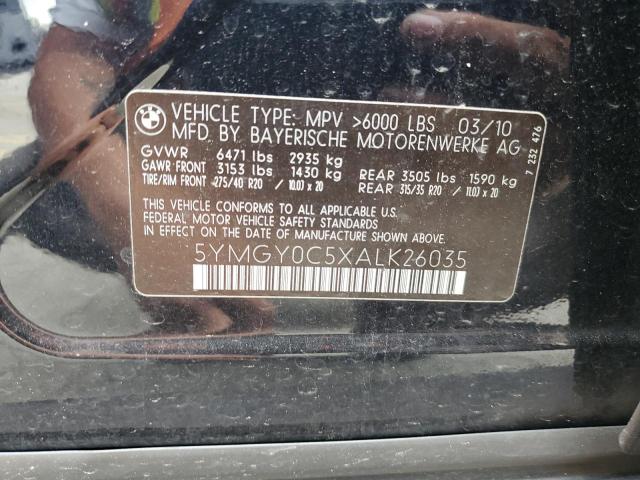 BMW
VEHICLE TYPE: MPV >6000 LBS 03/10
MFD. BY BAYERISCHE MOTORENWERKE AG
GVWR 6471 lbs 2935 kg
GAWR FRONT 3153 lbs 1430 kg REAR 3505 lbs 1590 kg
TIRE/RIM FRONT -275/40 R20 // 10.0J x 20 REAR 315/35 R20 // 11.0J x 20
THIS VEHICLE CONFORMS TO ALL APPLICABLE U.S.
FEDERAL MOTOR VEHICLE SAFETY STANDARDS
IN EFFECT ON THE DATE OF MANUFACTURE SHOWN ABOVE.
5YMGY0C5XALK26035
7 232 476